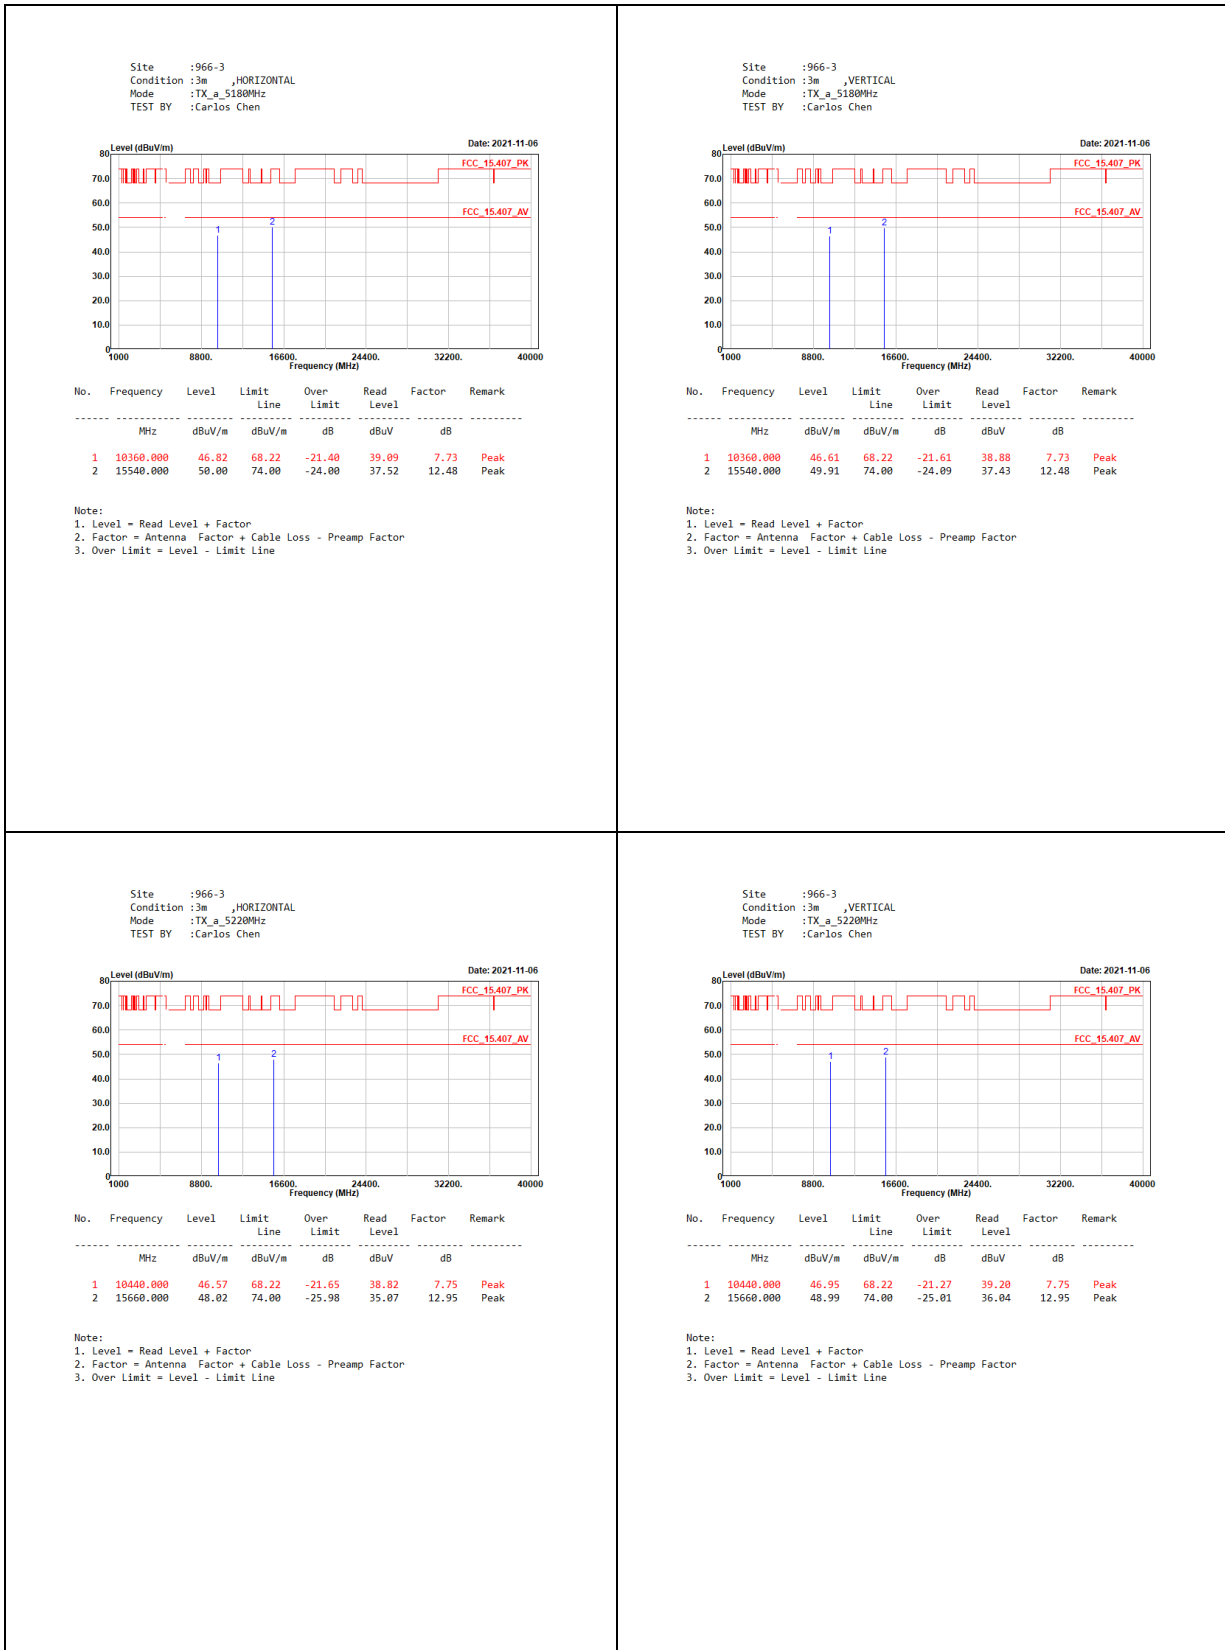 Site      :966-3
Condition :3m    ,HORIZONTAL
Mode      :TX_a_5180MHz
TEST BY   :Carlos Chen
Level (dBuV/m)
Date: 2021-11-06
80
FCC_15.407_PK
70.0
60.0
FCC_15.407_AV
50.0
1
2
40.0
30.0
20.0
10.0
0
1000 8800. 16600. 24400. 32200. 40000
Frequency (MHz)
No. Frequency Level Limit Over Read Factor Remark
Line Limit Level
------ ----------- -------- -------- --------- --------- -------- ---------
MHz dBuV/m dBuV/m dB dBuV dB
1 10360.000 46.82 68.22 -21.40 39.09 7.73 Peak
2 15540.000 50.00 74.00 -24.00 37.52 12.48 Peak
Note:
1. Level = Read Level + Factor
2. Factor = Antenna  Factor + Cable Loss - Preamp Factor
3. Over Limit = Level - Limit Line
Site      :966-3
Condition :3m    ,VERTICAL
Mode      :TX_a_5180MHz
TEST BY   :Carlos Chen
Level (dBuV/m)
Date: 2021-11-06
80
FCC_15.407_PK
70.0
60.0
FCC_15.407_AV
50.0
1
2
40.0
30.0
20.0
10.0
0
1000 8800. 16600. 24400. 32200. 40000
Frequency (MHz)
No. Frequency Level Limit Over Read Factor Remark
Line Limit Level
------ ----------- -------- -------- --------- --------- -------- ---------
MHz dBuV/m dBuV/m dB dBuV dB
1 10360.000 46.61 68.22 -21.61 38.88 7.73 Peak
2 15540.000 49.91 74.00 -24.09 37.43 12.48 Peak
Note:
1. Level = Read Level + Factor
2. Factor = Antenna  Factor + Cable Loss - Preamp Factor
3. Over Limit = Level - Limit Line
Site      :966-3
Condition :3m    ,HORIZONTAL
Mode      :TX_a_5220MHz
TEST BY   :Carlos Chen
Level (dBuV/m)
Date: 2021-11-06
80
FCC_15.407_PK
70.0
60.0
FCC_15.407_AV
50.0
1
2
40.0
30.0
20.0
10.0
0
1000 8800. 16600. 24400. 32200. 40000
Frequency (MHz)
No. Frequency Level Limit Over Read Factor Remark
Line Limit Level
------ ----------- -------- -------- --------- --------- -------- ---------
MHz dBuV/m dBuV/m dB dBuV dB
1 10440.000 46.57 68.22 -21.65 38.82 7.75 Peak
2 15660.000 48.02 74.00 -25.98 35.07 12.95 Peak
Note:
1. Level = Read Level + Factor
2. Factor = Antenna  Factor + Cable Loss - Preamp Factor
3. Over Limit = Level - Limit Line
Site      :966-3
Condition :3m    ,VERTICAL
Mode      :TX_a_5220MHz
TEST BY   :Carlos Chen
Level (dBuV/m)
Date: 2021-11-06
80
FCC_15.407_PK
70.0
60.0
FCC_15.407_AV
50.0
1
2
40.0
30.0
20.0
10.0
0
1000 8800. 16600. 24400. 32200. 40000
Frequency (MHz)
No. Frequency Level Limit Over Read Factor Remark
Line Limit Level
------ ----------- -------- -------- --------- --------- -------- ---------
MHz dBuV/m dBuV/m dB dBuV dB
1 10440.000 46.95 68.22 -21.27 39.20 7.75 Peak
2 15660.000 48.99 74.00 -25.01 36.04 12.95 Peak
Note:
1. Level = Read Level + Factor
2. Factor = Antenna  Factor + Cable Loss - Preamp Factor
3. Over Limit = Level - Limit Line